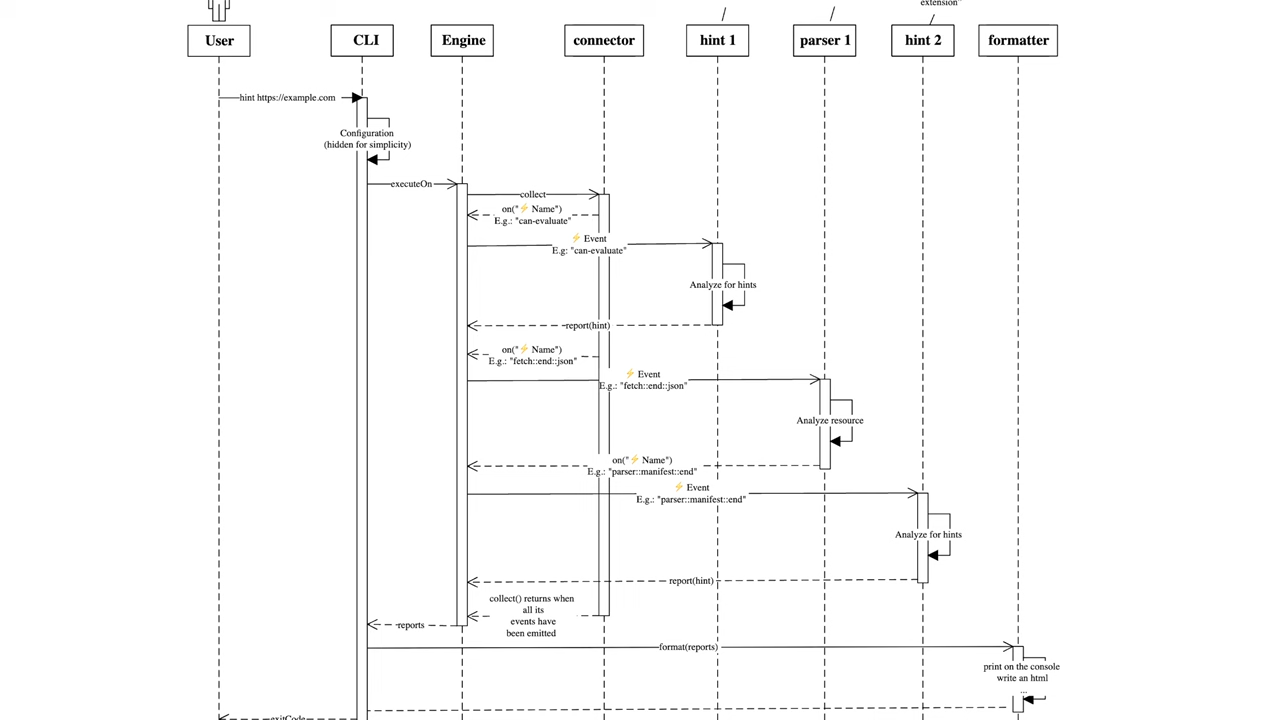 extension"
User
CLI
Engine
connector
hint 1
parser 1
hint 2
formatter
hint https://example.com
Configuration
(hidden for simplicity)
executeOn
collect
on("⚡ Name")
E.g.: "can-evaluate"
⚡ Event
E.g: "can-evaluate"
Analyze for hints
report(hint)
on("⚡ Name")
E.g.: "fetch::end::json"
⚡ Event
E.g.: "fetch::end::json"
Analyze resource
on("⚡ Name")
E.g.: "parser::manifest::end"
⚡ Event
E.g.: "parser::manifest::end"
Analyze for hints
report(hint)
collect() returns when
all its
events have
been emitted
reports
format(reports)
print on the console
write an html
...
exitCode